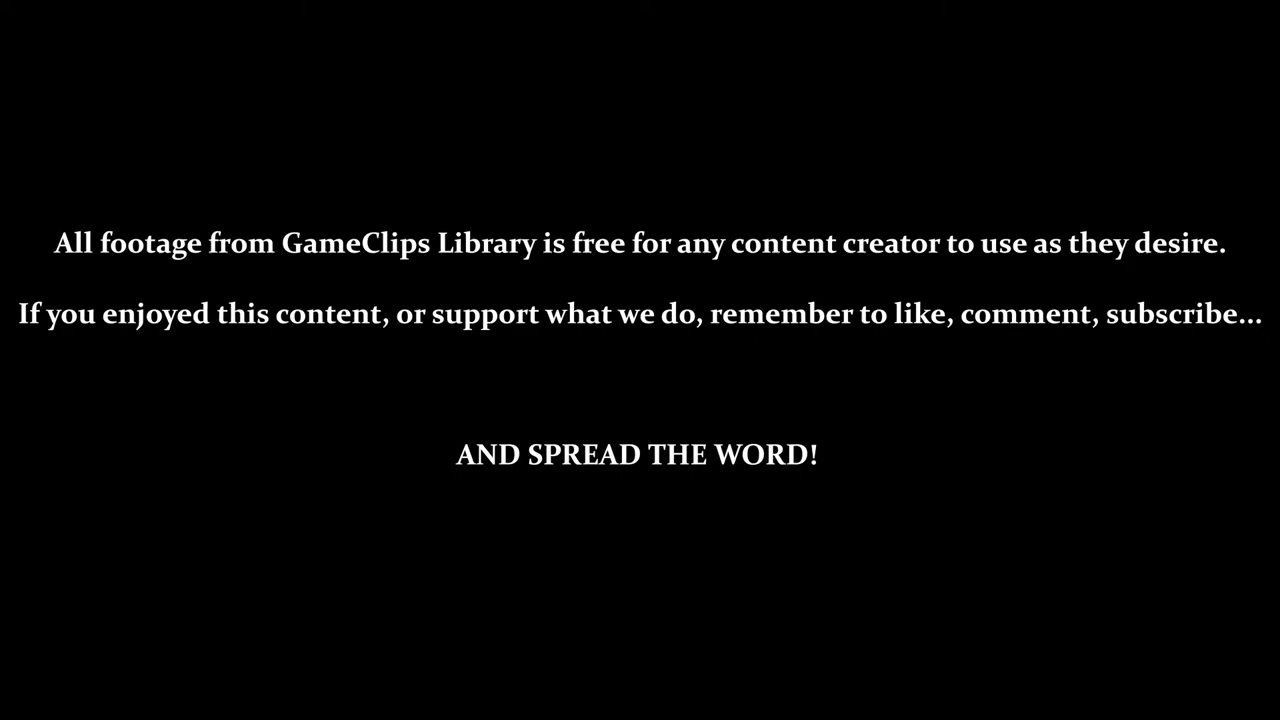 All footage from GameClips Library is free for any content creator to use as they desire.
If you enjoyed this content, or support what we do, remember to like, comment, subscribe...
AND SPREAD THE WORD!